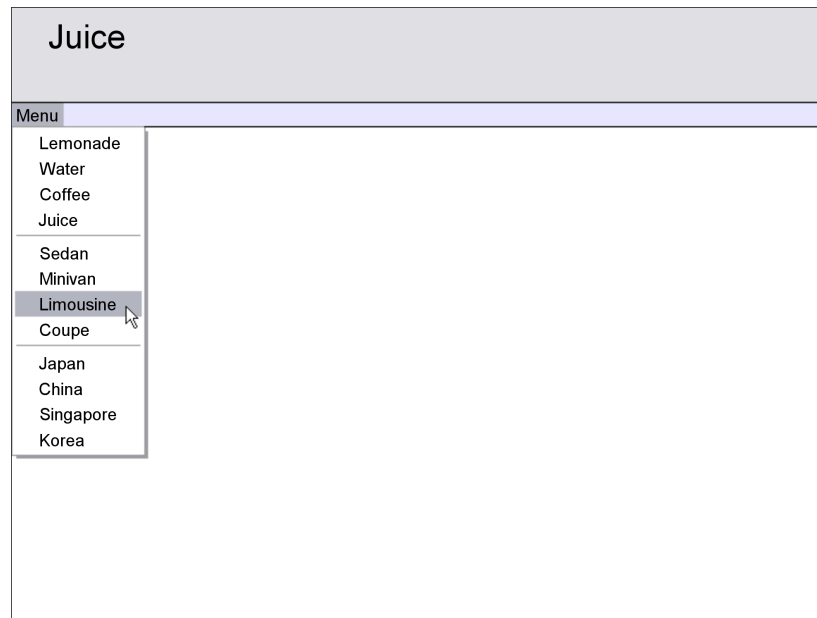 Juice
Menu
Lemonade
Water
Coffee
Juice
Sedan
Minivan
Limousine
Coupe
Japan
China
Singapore
Korea